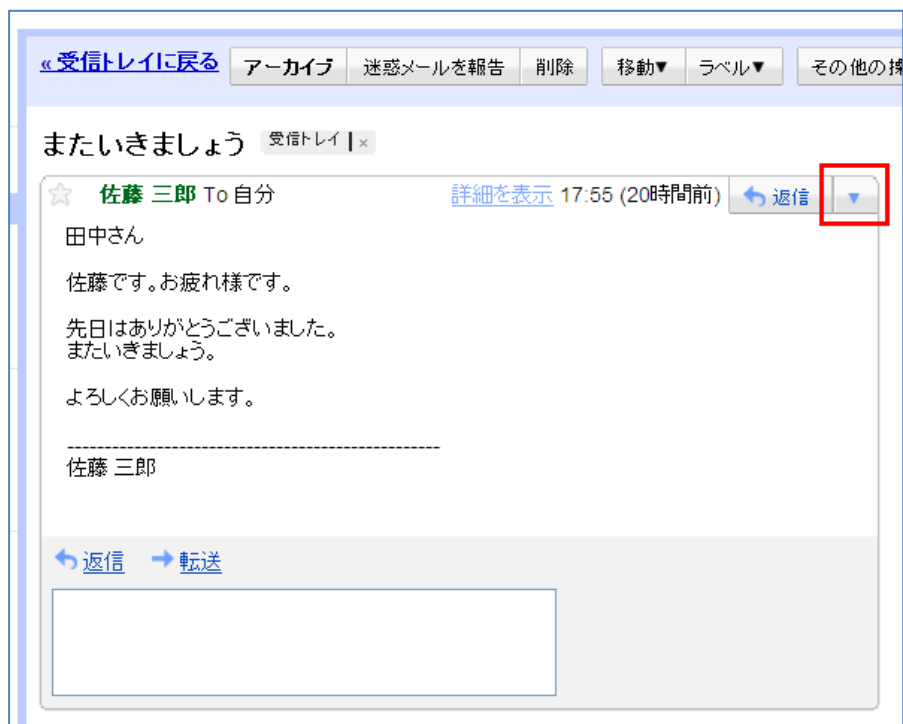 «受信トレイに戻る アーカイブ 迷惑メールを報告 削除 移動▼ ラベル▼ その他の操
またいきましょう 受信トレイ | ×
佐藤 三郎 To 自分 詳細を表示 17:55 (20時間前) 返信 ▼
田中さん
佐藤です。お疲れ様です。
先日はありがとうございました。
またいきましょう。
よろしくお願いします。
--------------------------------------------------
佐藤 三郎
返信 転送